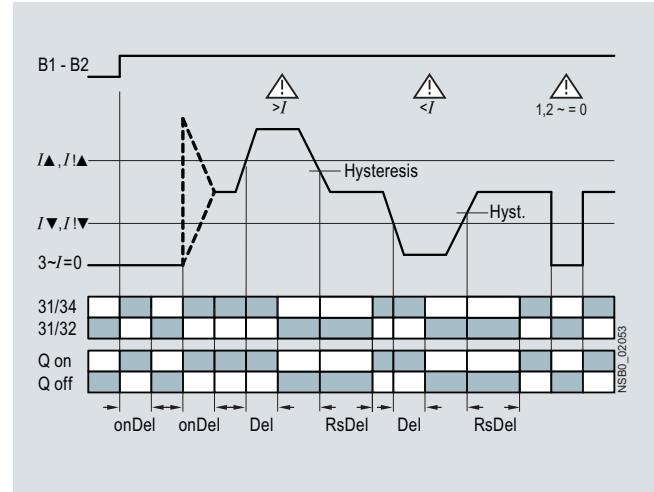 B1 - B2
>I
<I
1,2 ~ = 0
I▲, I!▲
Hysteresis
I▼, I!▼
Hyst.
3~I=0
31/34
31/32
Q on
Q off
NSB0_02053
onDel onDel Del RsDel Del RsDel